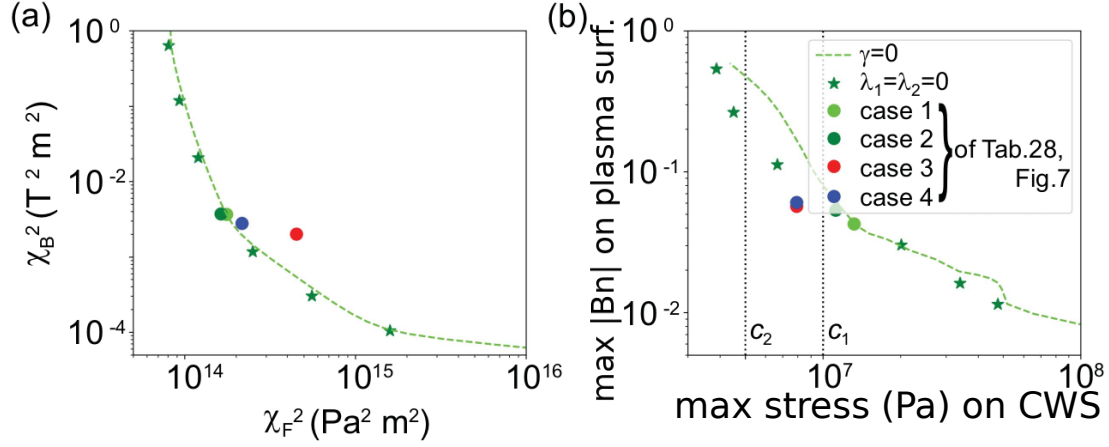 (a)
10⁰
10⁻²
10⁻⁴
χB² (T² m²)
10¹⁴
10¹⁵
10¹⁶
χF² (Pa² m²)
(b)
10⁰
10⁻¹
10⁻²
max |Bn| on plasma surf.
γ=0
λ₁=λ₂=0
case 1
case 2
case 3
case 4
of Tab.28,
Fig.7
c₂
c₁
10⁷
10⁸
max stress (Pa) on CWS